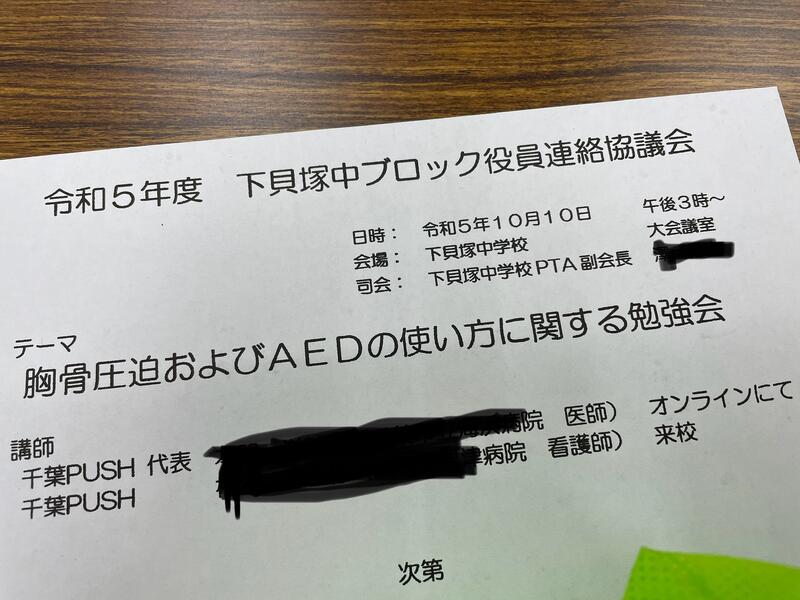 令和5年度　下貝塚中ブロック役員連絡協議会
日時：　令和5年10月10日　午後3時～
会場：　下貝塚中学校　大会議室
司会：　下貝塚中学校PTA副会長
テーマ
胸骨圧迫およびAEDの使い方に関する勉強会
講師
千葉PUSH 代表　病院　医師）　オンラインにて
千葉PUSH　津病院　看護師）　来校
次第